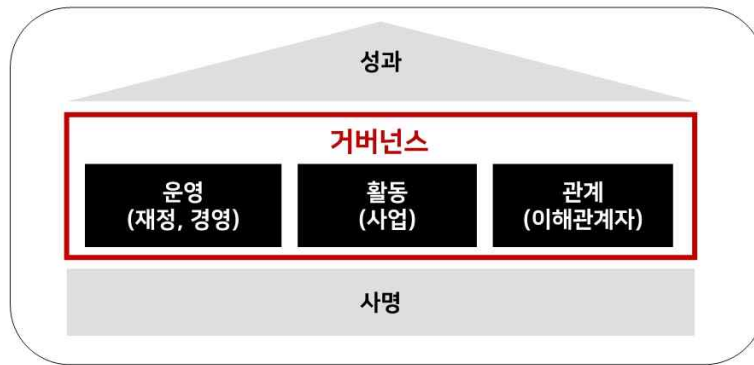 성과
거버넌스
운영
(재정, 경영)
활동
(사업)
관계
(이해관계자)
사명